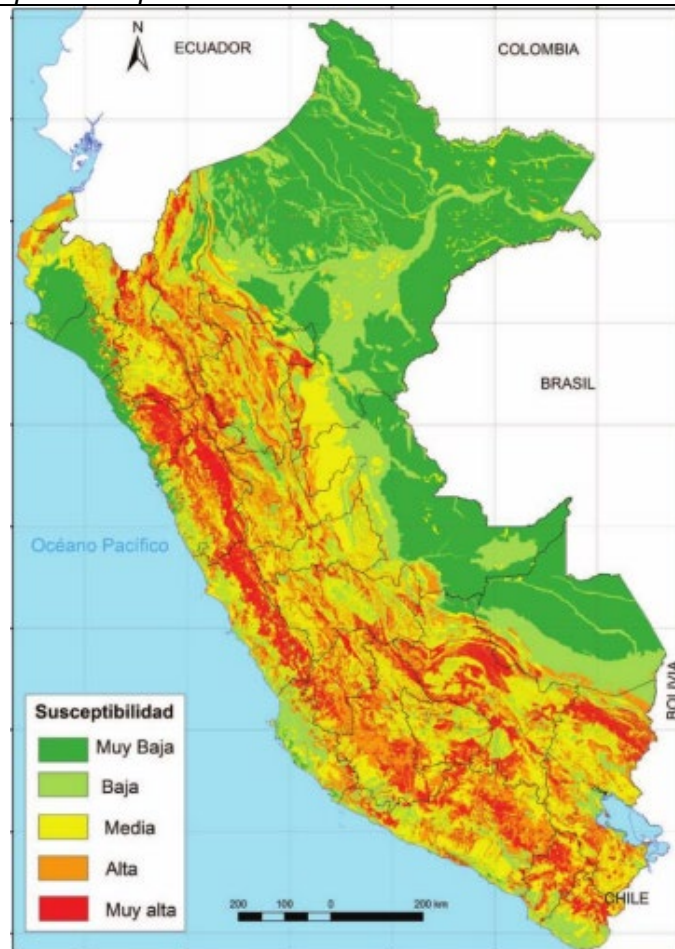 N
ECUADOR
COLOMBIA
BRASIL
Océano Pacífico
BOLIVIA
Susceptibilidad
Muy Baja
Baja
Media
Alta
Muy alta
CHILE
200 100 0 200 km